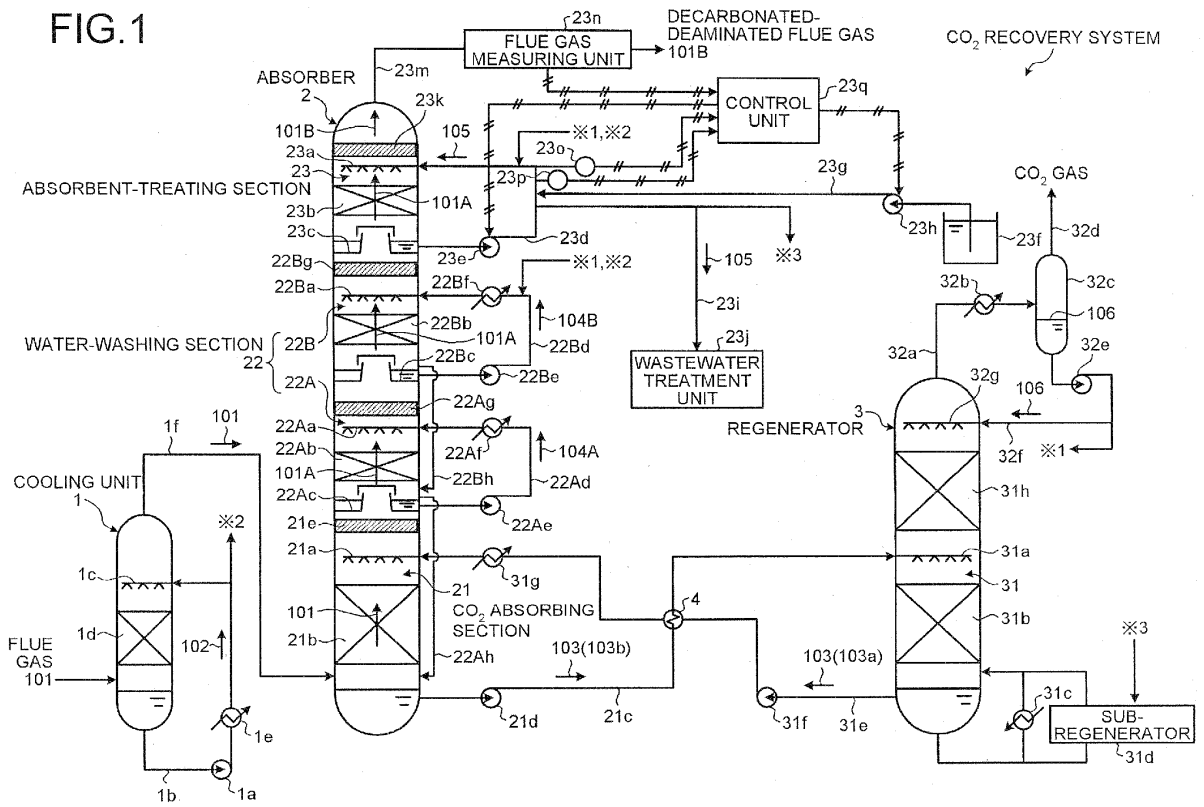 FIG.1
23n
FLUE GAS
MEASURING UNIT
DECARBONATED-
DEAMINATED FLUE GAS
101B
CO2 RECOVERY SYSTEM
23m
ABSORBER
2
23k
101B
105
※1,※2
CONTROL
UNIT
23q
23a
23
23o
23p
23g
ABSORBENT-TREATING SECTION
101A
23b
23c
23e
23d
※3
23h
23f
CO2 GAS
32d
22Bg
22Ba
22Bf
※1,※2
105
23i
32b
32c
106
22Bb
101A
104B
22Bd
WATER-WASHING SECTION
22
22B
22Bc
22Be
23j
WASTEWATER
TREATMENT
UNIT
32a
32e
22A
22Ag
22Aa
22Af
104A
22Ab
101A
22Bh
22Ad
22Ac
22Ae
REGENERATOR
3
32g
106
32f
※1
31h
1f
101
COOLING UNIT
1
※2
21e
21a
31g
31a
1c
21
4
31
CO2 ABSORBING
SECTION
101
21b
31b
1d
102
FLUE
GAS
101
22Ah
103(103b)
103(103a)
※3
21d
21c
31f
31e
31c
SUB-
REGENERATOR
31d
1e
1b
1a